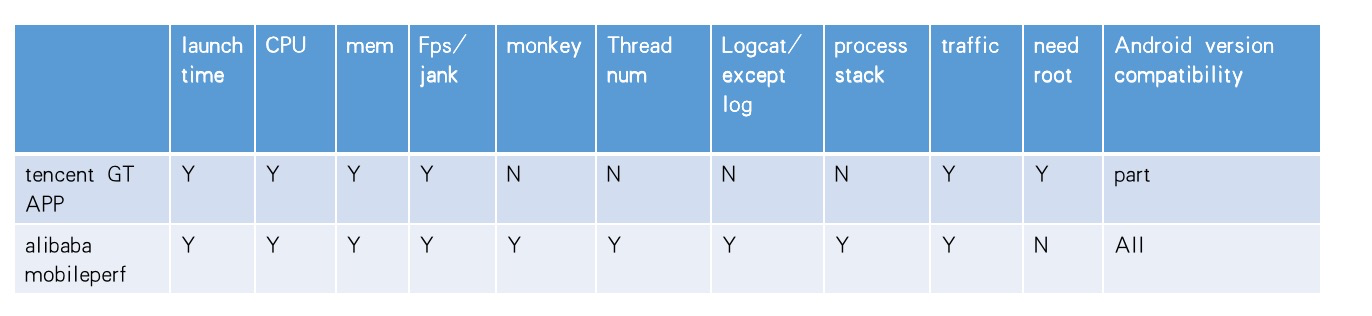 launch time CPU mem Fps/ jank monkey Thread num Logcat/ except log process stack traffic need root Android version compatibility
tencent GT APP Y Y Y Y N N N N Y Y part
alibaba mobileperf Y Y Y Y Y Y Y Y Y N All